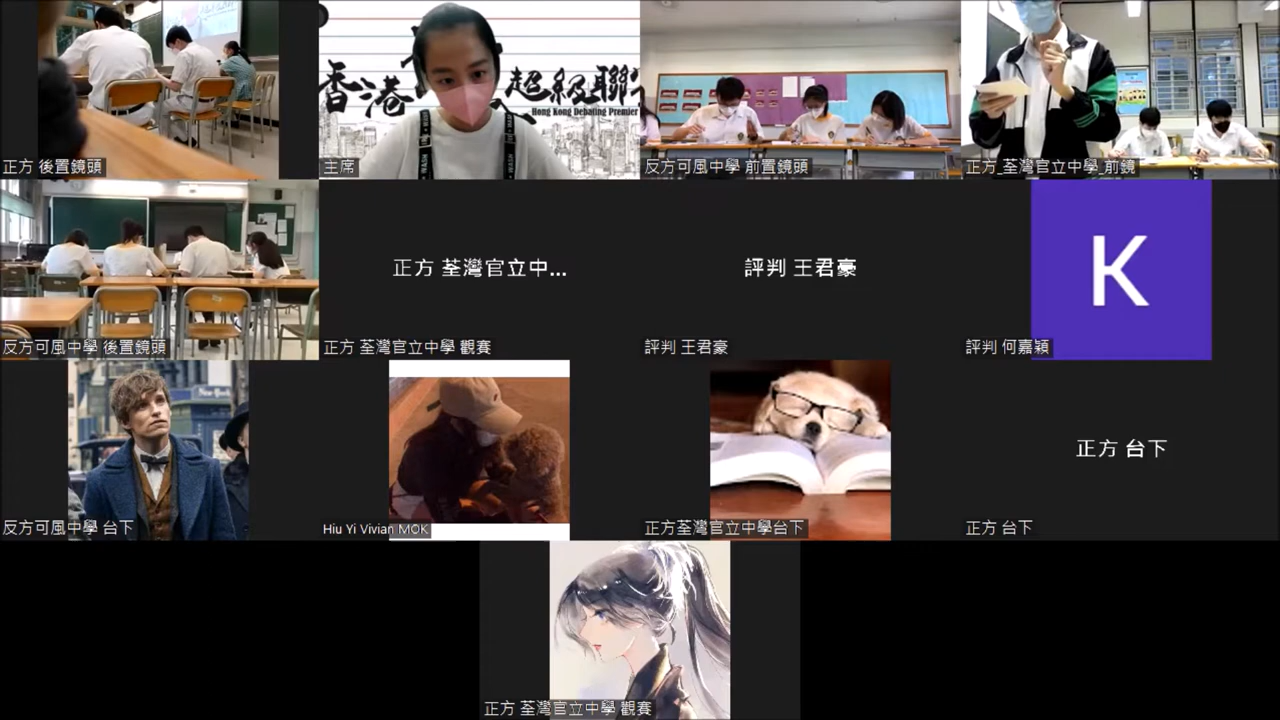 正方 後置鏡頭
香港 超級聯
Hong Kong Debating Premier
MASK
主席
反方可風中學 前置鏡頭
正方_荃灣官立中學_前鏡
反方可風中學 後置鏡頭
正方 荃灣官立中...
正方 荃灣官立中學 觀賽
評判 王君豪
評判 王君豪
K
評判 何嘉穎
New-York
反方可風中學 台下
Hiu Yi Vivian MOK
正方荃灣官立中學台下
正方 台下
正方 台下
正方 荃灣官立中學 觀賽